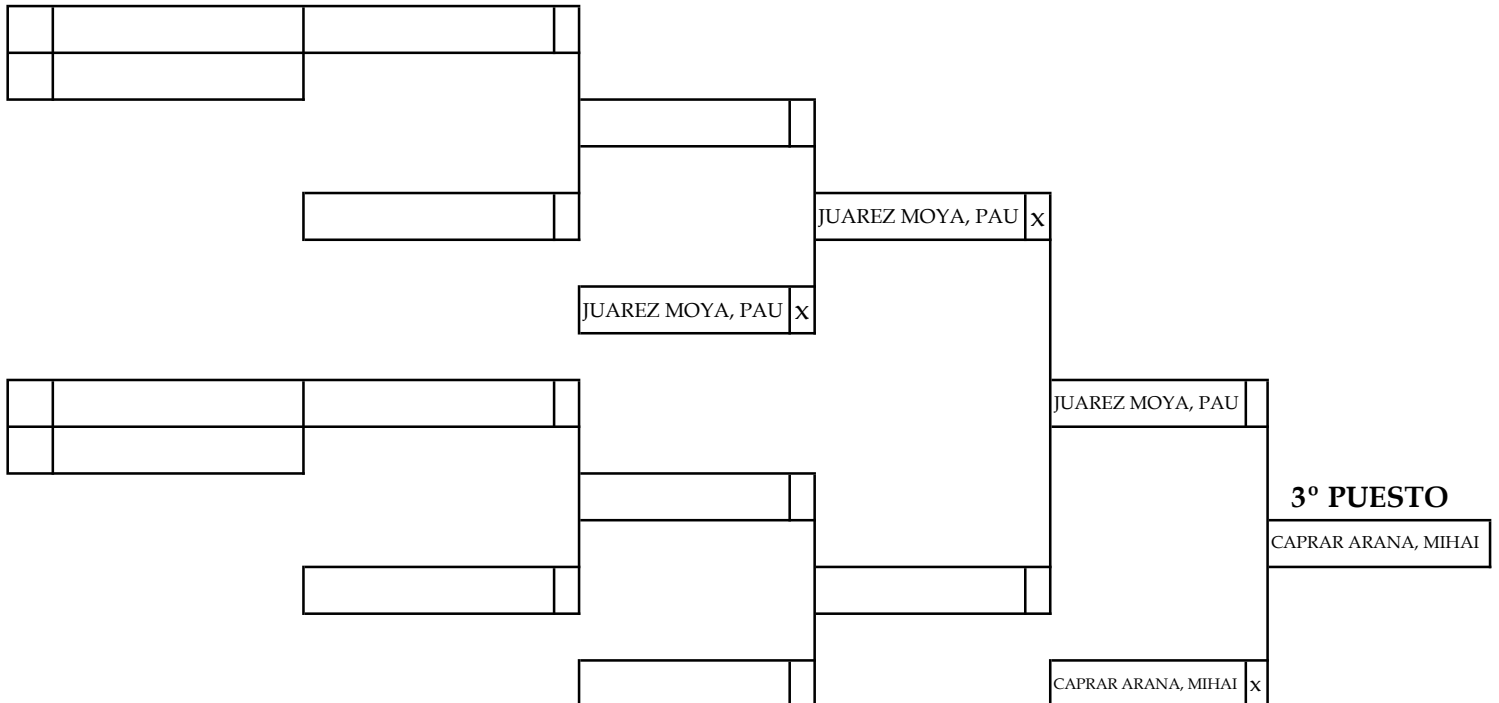 JUAREZ MOYA, PAU x
JUAREZ MOYA, PAU x
JUAREZ MOYA, PAU
3º PUESTO
CAPRAR ARANA, MIHAI
CAPRAR ARANA, MIHAI x